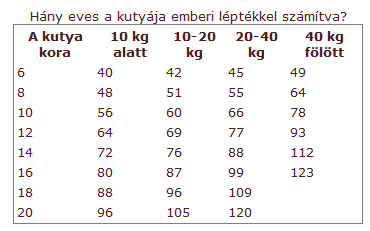 Hány eves a kutyája emberi léptékkel számítva?
A kutya kora 10 kg alatt 10-20 kg 20-40 kg 40 kg fölött
6 40 42 45 49
8 48 51 55 64
10 56 60 66 78
12 64 69 77 93
14 72 76 88 112
16 80 87 99 123
18 88 96 109
20 96 105 120